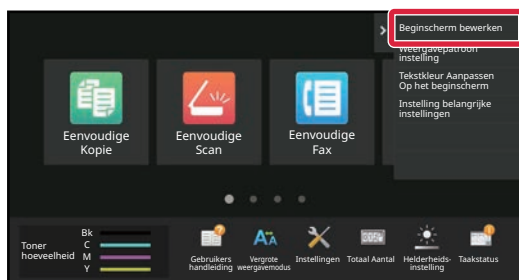 Beginscherm bewerken
Weergavepatroon
instelling
Tekstkleur Aanpassen
Op het beginscherm
Instelling belangrijke
instellingen
Eenvoudige
Kopie
Eenvoudige
Scan
Eenvoudige
Fax
Toner
hoeveelheid
Bk
C
M
Y
Gebruikers
handleiding
Vergrote
weergavemodus
Instellingen
Totaal Aantal
Helderheids-
instelling
Taakstatus